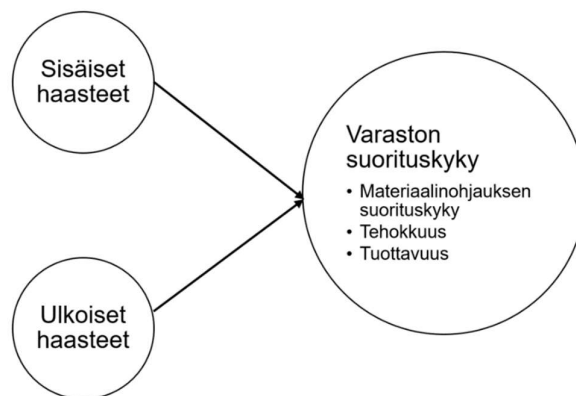 Sisäiset
haasteet
Varaston
suorituskyky
• Materiaalinohjauksen
suorituskyky
• Tehokkuus
• Tuottavuus
Ulkoiset
haasteet